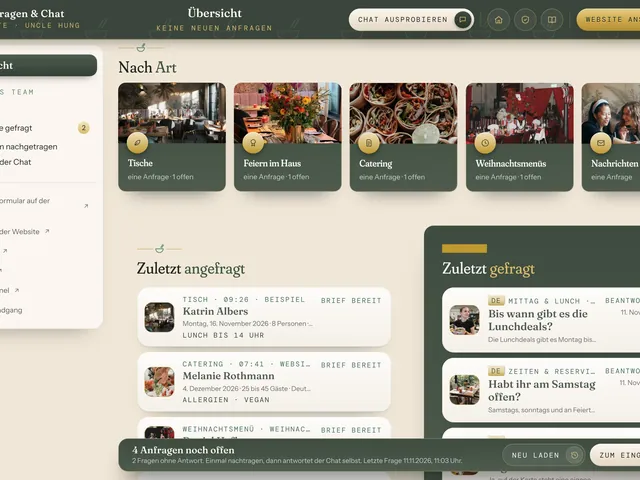 ragen & Chat
TE · UNCLE HUNG
Übersicht
KEINE NEUEN ANFRAGEN
CHAT AUSPROBIEREN
WEBSITE ANS
cht
S TEAM
e gefragt
2
n nachgetragen
der Chat
ormular auf der
der Website
nel
ndgang
Nach Art
Tische
eine Anfrage · 1 offen
Feiern im Haus
eine Anfrage · 1 offen
Catering
eine Anfrage · 1 offen
Weihnachtsmenüs
eine Anfrage · 1 offen
Nachrichten
eine Anfrage · 1 offen
Zuletzt angefragt
TISCH · 09:26 · BEISPIEL
BRIEF BEREIT
Katrin Albers
Montag, 16. November 2026 · 8 Personen ·…
LUNCH BIS 14 UHR
CATERING · 07:41 · WEBSI…
BRIEF BEREIT
Melanie Rothmann
4. Dezember 2026 · 25 bis 45 Gäste · Deut…
ALLERGIEN · VEGAN
WEIHNACHTSMENÜ · WEIHNAC…
BRIEF BEREIT
Zuletzt gefragt
DE MITTAG & LUNCH ·…
BEANTWO
Bis wann gibt es die
Lunchdeals?
11. Nov
Die Lunchdeals gibt es Montag bis…
DE ZEITEN & RESERVI…
BEANTWO
Habt ihr am Samstag
offen?
11. Nov
Samstags, sonntags und an Feiert…
BEANTWO
4 Anfragen noch offen
2 Fragen ohne Antwort. Einmal nachtragen, dann antwortet der Chat selbst. Letzte Frage 11.11.2026, 11:03 Uhr.
NEU LADEN
ZUM EING